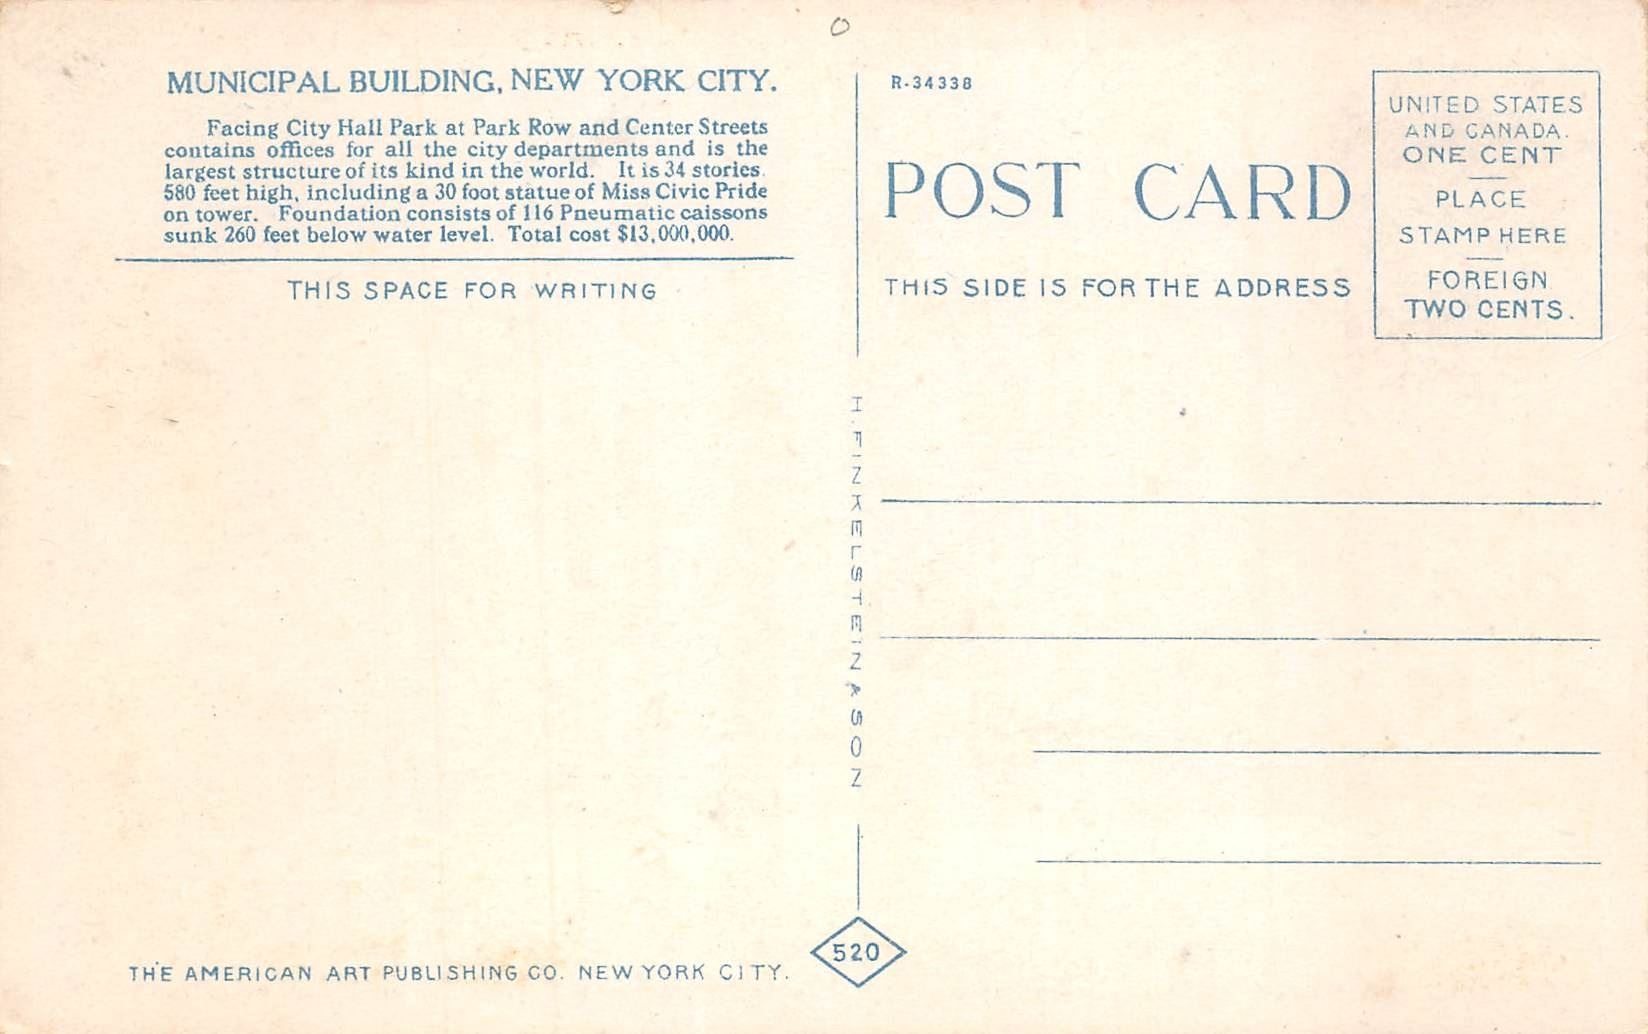 MUNICIPAL BUILDING, NEW YORK CITY.
Facing City Hall Park at Park Row and Center Streets
contains offices for all the city departments and is the
largest structure of its kind in the world. It is 34 stories.
580 feet high, including a 30 foot statue of Miss Civic Pride
on tower. Foundation consists of 116 Pneumatic caissons
sunk 260 feet below water level. Total cost $13,000,000.
THIS SPACE FOR WRITING
THE AMERICAN ART PUBLISHING CO. NEW YORK CITY.
H. FINKELSTEIN & SON
520
R-34338
POST CARD
THIS SIDE IS FOR THE ADDRESS
UNITED STATES
AND CANADA.
ONE CENT
PLACE
STAMP HERE
FOREIGN
TWO CENTS.